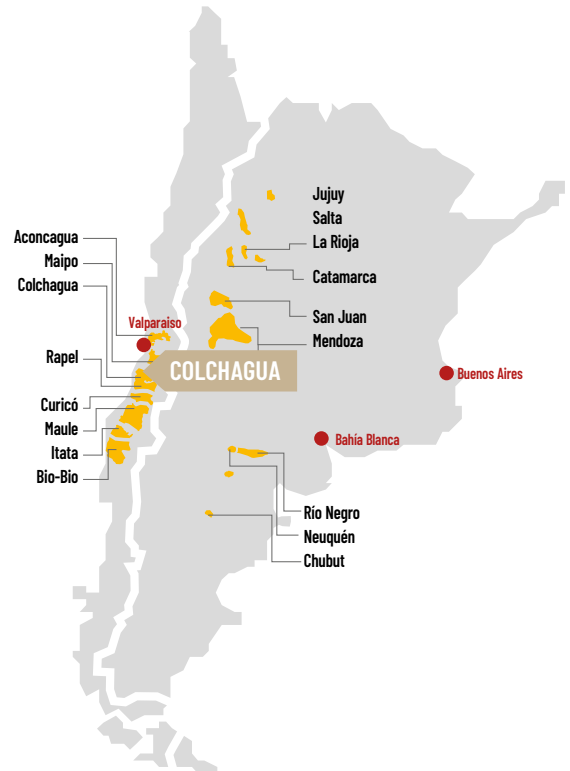 Jujuy
Salta
La Rioja
Catamarca
San Juan
Mendoza
Aconcagua
Maipo
Colchagua
Valparaiso
Rapel
COLCHAGUA
Curicó
Maule
Itata
Bio-Bio
Buenos Aires
Bahía Blanca
Río Negro
Neuquén
Chubut